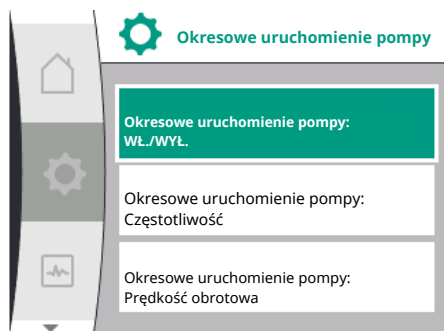 Okresowe uruchomienie pompy
Okresowe uruchomienie pompy:
WŁ./WYŁ.
Okresowe uruchomienie pompy:
Częstotliwość
Okresowe uruchomienie pompy:
Prędkość obrotowa